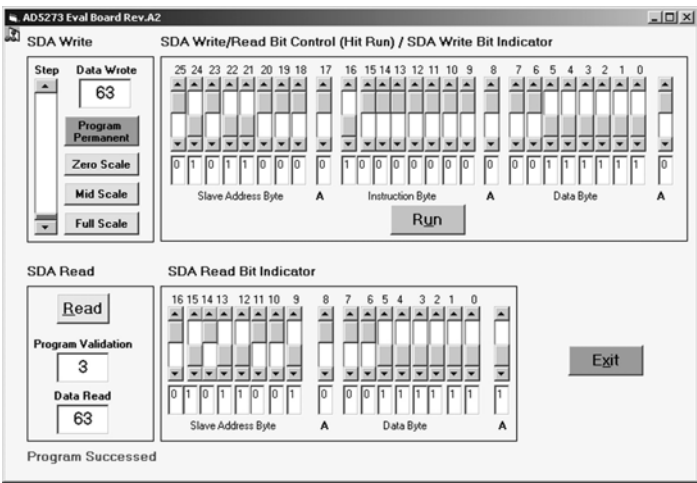 AD5273 Eval Board Rev.A2
SDA Write
SDA Write/Read Bit Control (Hit Run) / SDA Write Bit Indicator
Step
Data Wrote
63
Program Permanent
Zero Scale
Mid Scale
Full Scale
25 24 23 22 21 20 19 18 17 16 15 14 13 12 11 10 9 8 7 6 5 4 3 2 1 0
0 1 0 1 1 0 0 0 0 1 0 0 0 0 0 0 0 0 0 0 1 1 1 1 1 1 0
Slave Address Byte A Instruction Byte A Data Byte A
Run
SDA Read
SDA Read Bit Indicator
Read
Program Validation
3
Data Read
63
16 15 14 13 12 11 10 9 8 7 6 5 4 3 2 1 0
0 1 0 1 1 0 0 1 0 0 0 1 1 1 1 1 1 1
Slave Address Byte A Data Byte A
Exit
Program Successed